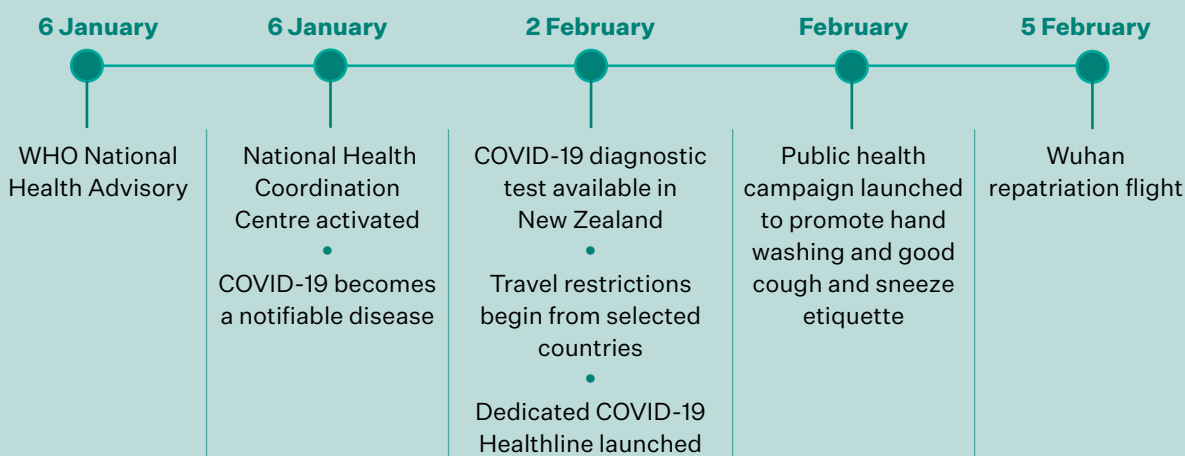 6 January
WHO National
Health Advisory
6 January
National Health
Coordination
Centre activated
•
COVID-19 becomes
a notifiable disease
2 February
COVID-19 diagnostic
test available in
New Zealand
•
Travel restrictions
begin from selected
countries
•
Dedicated COVID-19
Healthline launched
February
Public health
campaign launched
to promote hand
washing and good
cough and sneeze
etiquette
5 February
Wuhan
repatriation flight